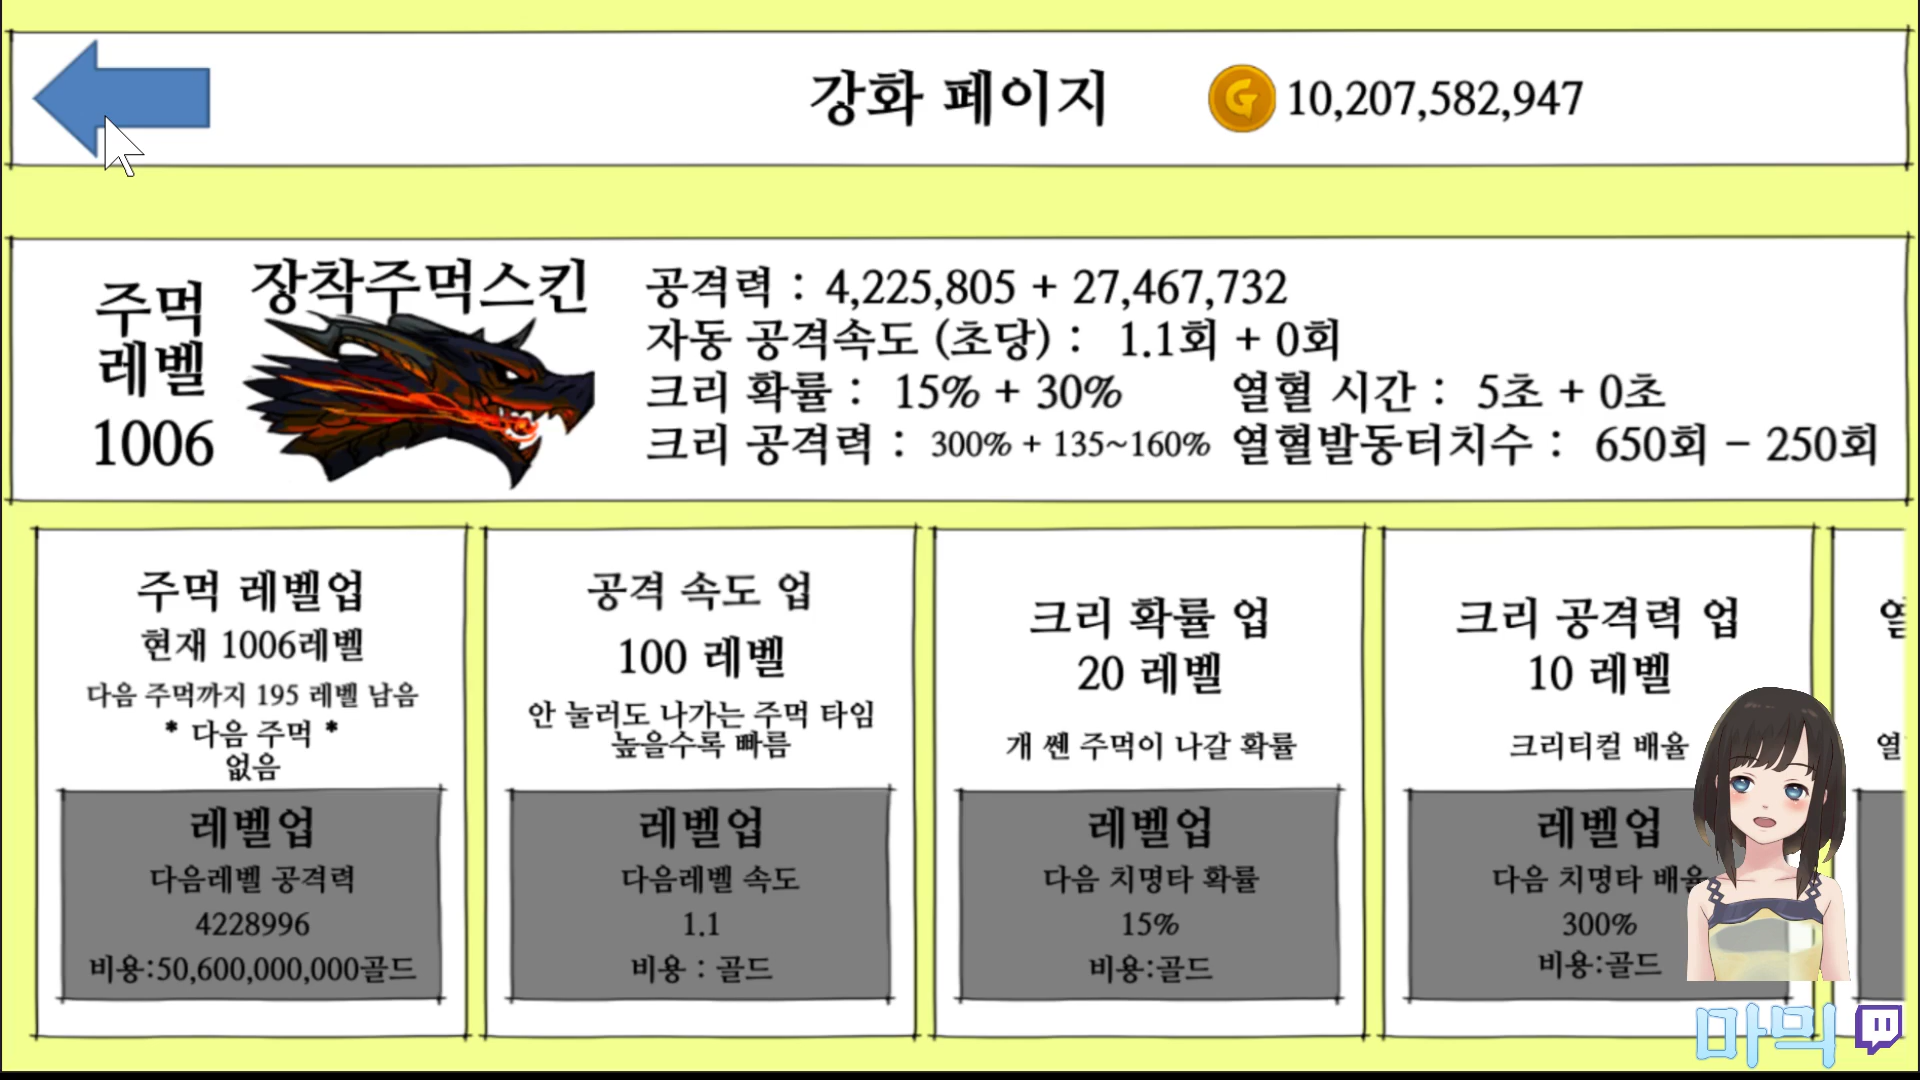 강화 페이지
10,207,582,947
주먹
레벨
1006
장착주먹스킨
공격력 : 4,225,805 + 27,467,732
자동 공격속도 (초당) : 1.1회 + 0회
크리 확률 : 15% + 30%
열혈 시간 : 5초 + 0초
크리 공격력 : 300% + 135~160%
열혈발동터치수 : 650회 − 250회
주먹 레벨업
현재 1006레벨
다음 주먹까지 195 레벨 남음
* 다음 주먹 *
없음
레벨업
다음레벨 공격력
4228996
비용:50,600,000,000골드
공격 속도 업
100 레벨
안 눌러도 나가는 주먹 타임
높을수록 빠름
레벨업
다음레벨 속도
1.1
비용 : 골드
크리 확률 업
20 레벨
개 쎈 주먹이 나갈 확률
레벨업
다음 치명타 확률
15%
비용:골드
크리 공격력 업
10 레벨
크리티컬 배율
레벨업
다음 치명타 배율
300%
비용:골드
마믜